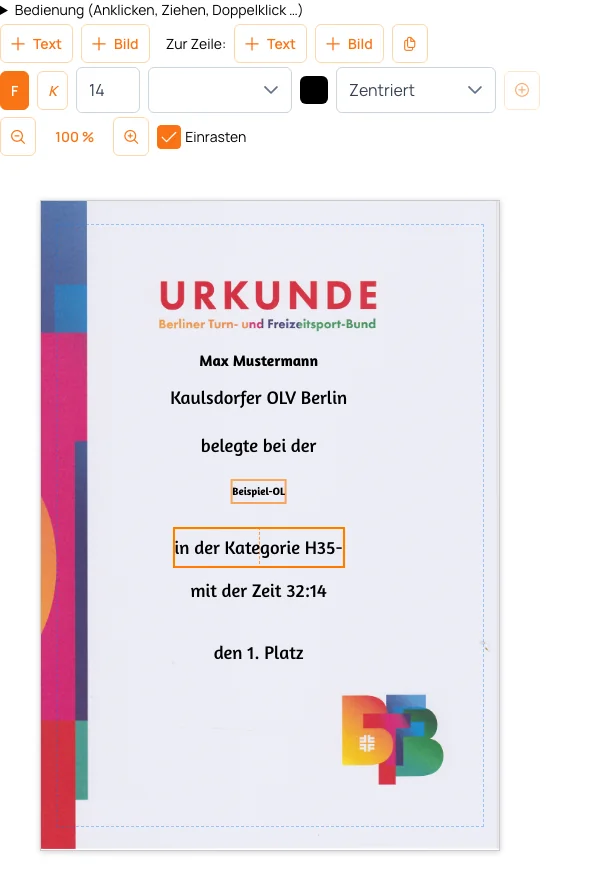 Bedienung (Anklicken, Ziehen, Doppelklick ...)
+ Text + Bild Zur Zeile: + Text + Bild
F K 14 Zentriert
100 % Einrasten
URKUNDE
Berliner Turn- und Freizeitsport-Bund
Max Mustermann
Kaulsdorfer OLV Berlin
belegte bei der
Beispiel-OL
in der Kategorie H35-
mit der Zeit 32:14
den 1. Platz
BTB